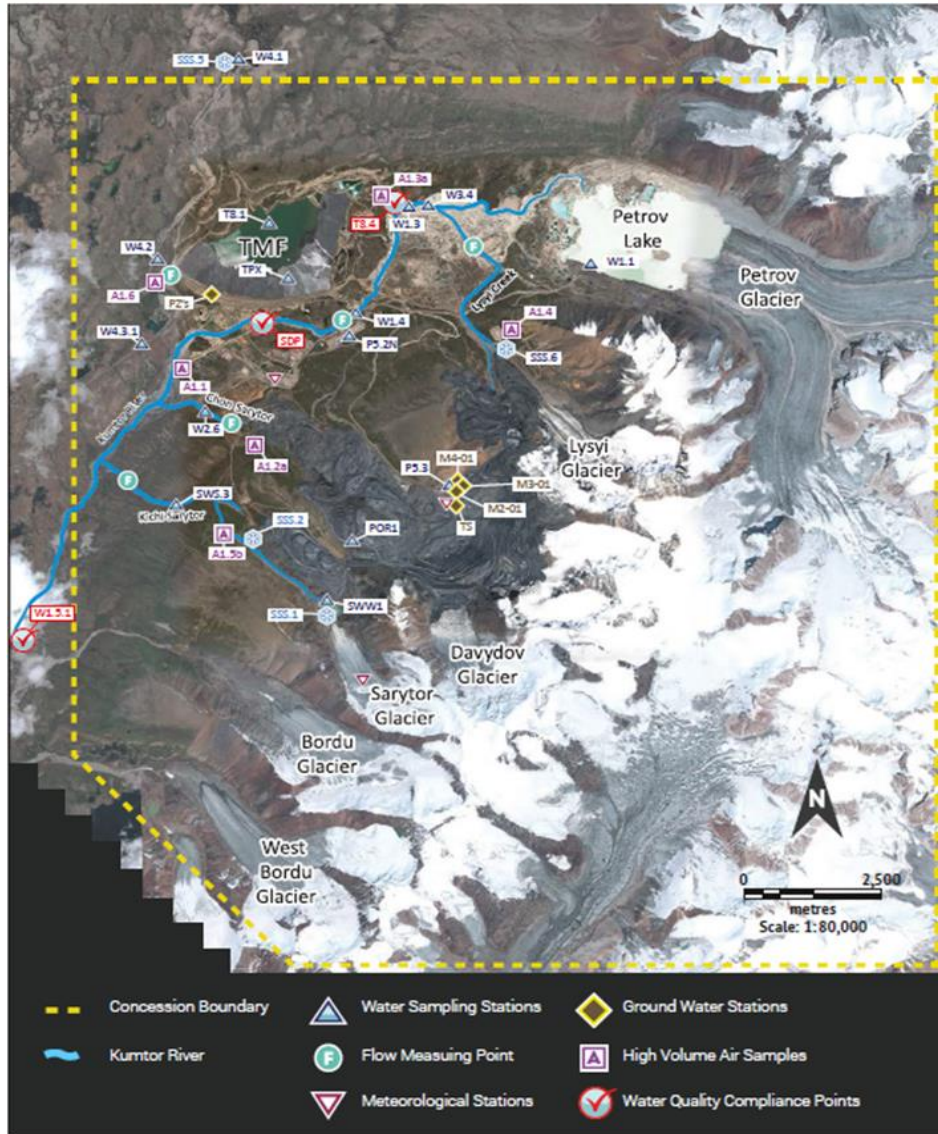 SSS.5
W4.1
A1.3a
W3.4
T8.1
T8.4
W1.3
Petrov
Lake
TMF
W4.2
TPX
W1.1
Petrov
Glacier
A1.6
PZ's
Lysyi Creek
W1.4
A1.4
W4.3.1
SDP
P5.2N
SSS.6
A1.1
Chon Sarytor
Kumtor River
W2.6
Lysyi
Glacier
A1.2a
M4-01
P5.3
M3-01
SWS.3
M2-01
Kichi Sarytor
SSS.2
POR1
TS
A1.5b
W1.5.1
SSS.1
SWW1
Davydov
Glacier
Sarytor
Glacier
Bordu
Glacier
N
West
Bordu
Glacier
0 2,500
metres
Scale: 1:80,000
Concession Boundary
Water Sampling Stations
Ground Water Stations
Kumtor River
F Flow Measuing Point
A High Volume Air Samples
Meteorological Stations
Water Quality Compliance Points